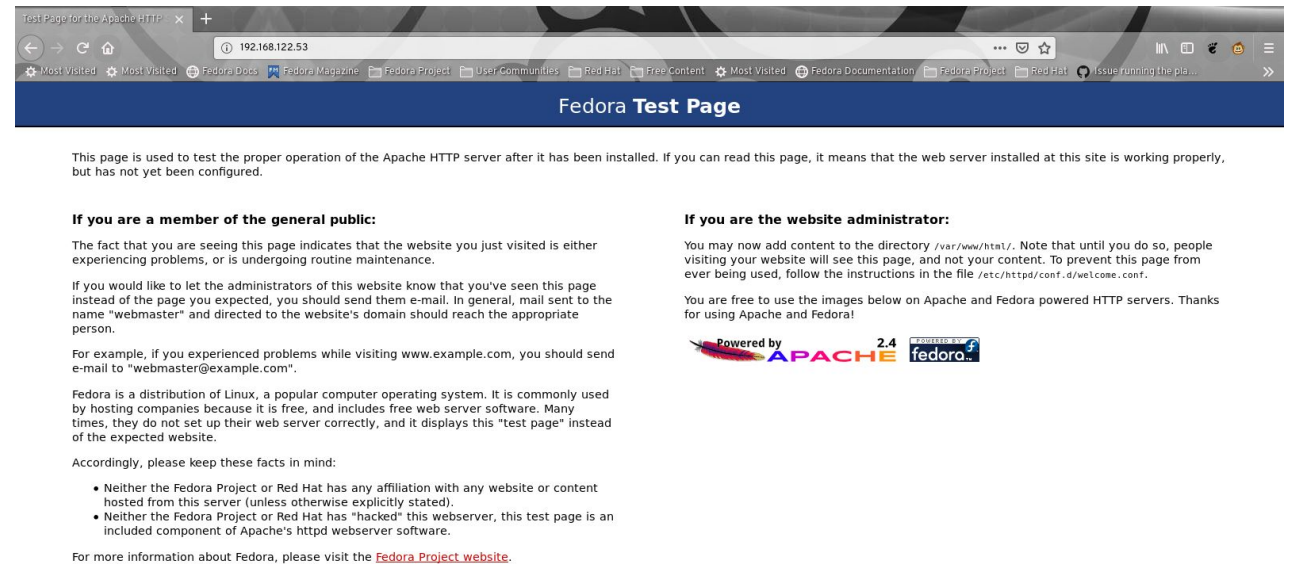 Test Page for the Apache HTTP S
192.168.122.53
Most Visited Most Visited Fedora Docs Fedora Magazine Fedora Project User Communities Red Hat Free Content Most Visited Fedora Documentation Fedora Project Red Hat Issue running the pla...
Fedora Test Page
This page is used to test the proper operation of the Apache HTTP server after it has been installed. If you can read this page, it means that the web server installed at this site is working properly,
but has not yet been configured.
If you are a member of the general public:
The fact that you are seeing this page indicates that the website you just visited is either
experiencing problems, or is undergoing routine maintenance.
If you would like to let the administrators of this website know that you've seen this page
instead of the page you expected, you should send them e-mail. In general, mail sent to the
name "webmaster" and directed to the website's domain should reach the appropriate
person.
For example, if you experienced problems while visiting www.example.com, you should send
e-mail to "webmaster@example.com".
Fedora is a distribution of Linux, a popular computer operating system. It is commonly used
by hosting companies because it is free, and includes free web server software. Many
times, they do not set up their web server correctly, and it displays this "test page" instead
of the expected website.
Accordingly, please keep these facts in mind:
• Neither the Fedora Project or Red Hat has any affiliation with any website or content
hosted from this server (unless otherwise explicitly stated).
• Neither the Fedora Project or Red Hat has "hacked" this webserver, this test page is an
included component of Apache's httpd webserver software.
For more information about Fedora, please visit the Fedora Project website.
If you are the website administrator:
You may now add content to the directory /var/www/html/. Note that until you do so, people
visiting your website will see this page, and not your content. To prevent this page from
ever being used, follow the instructions in the file /etc/httpd/conf.d/welcome.conf.
You are free to use the images below on Apache and Fedora powered HTTP servers. Thanks
for using Apache and Fedora!
Powered by 2.4
APACHE
POWERED BY
fedora